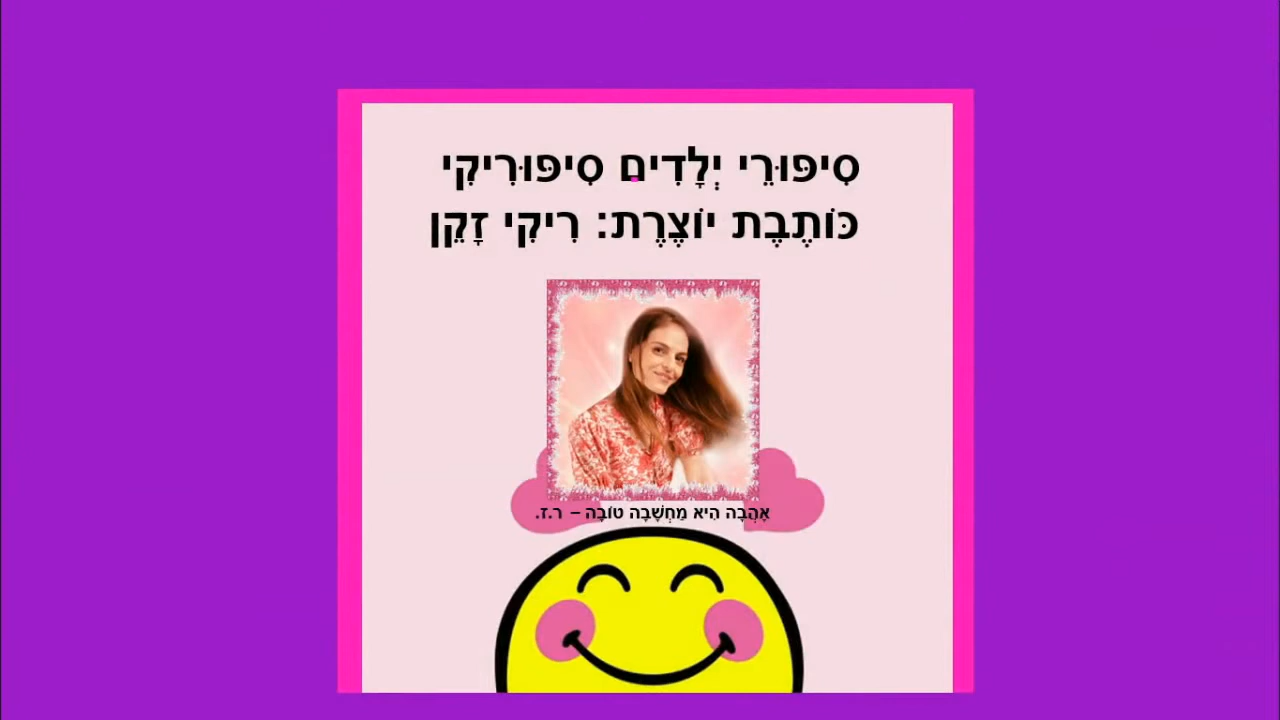 סִיפּוּרֵי יְלָדִים סִיפּוּרִיקִי
כּוֹתֶבֶת יוֹצֶרֶת: רִיקִי זָקֵן
אַהֲבָה הִיא מַחְשָׁבָה טוֹבָה – ר.ז.